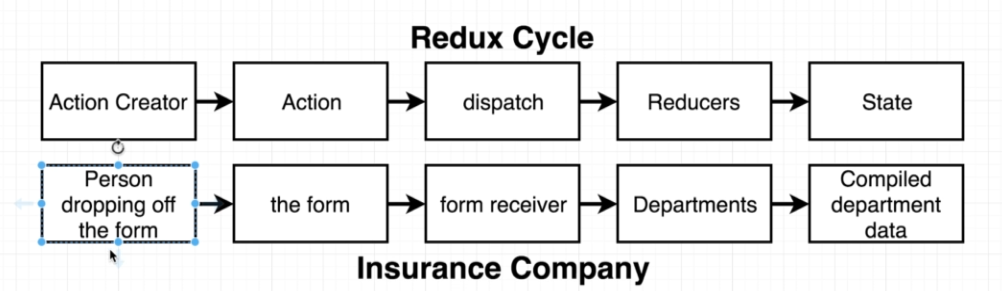 Redux Cycle
Action Creator
Action
dispatch
Reducers
State
Person
dropping off
the form
the form
form receiver
Departments
Compiled
department
data
Insurance Company